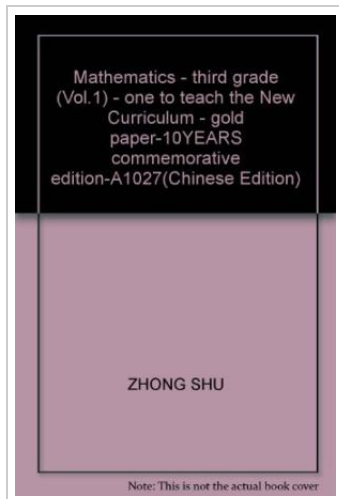 Mathematics - third grade
(Vol.1) - one to teach the New
Curriculum - gold
paper-10YEARS
commemorative
edition-A1027(Chinese Edition)
ZHONG SHU
Note: This is not the actual book cover